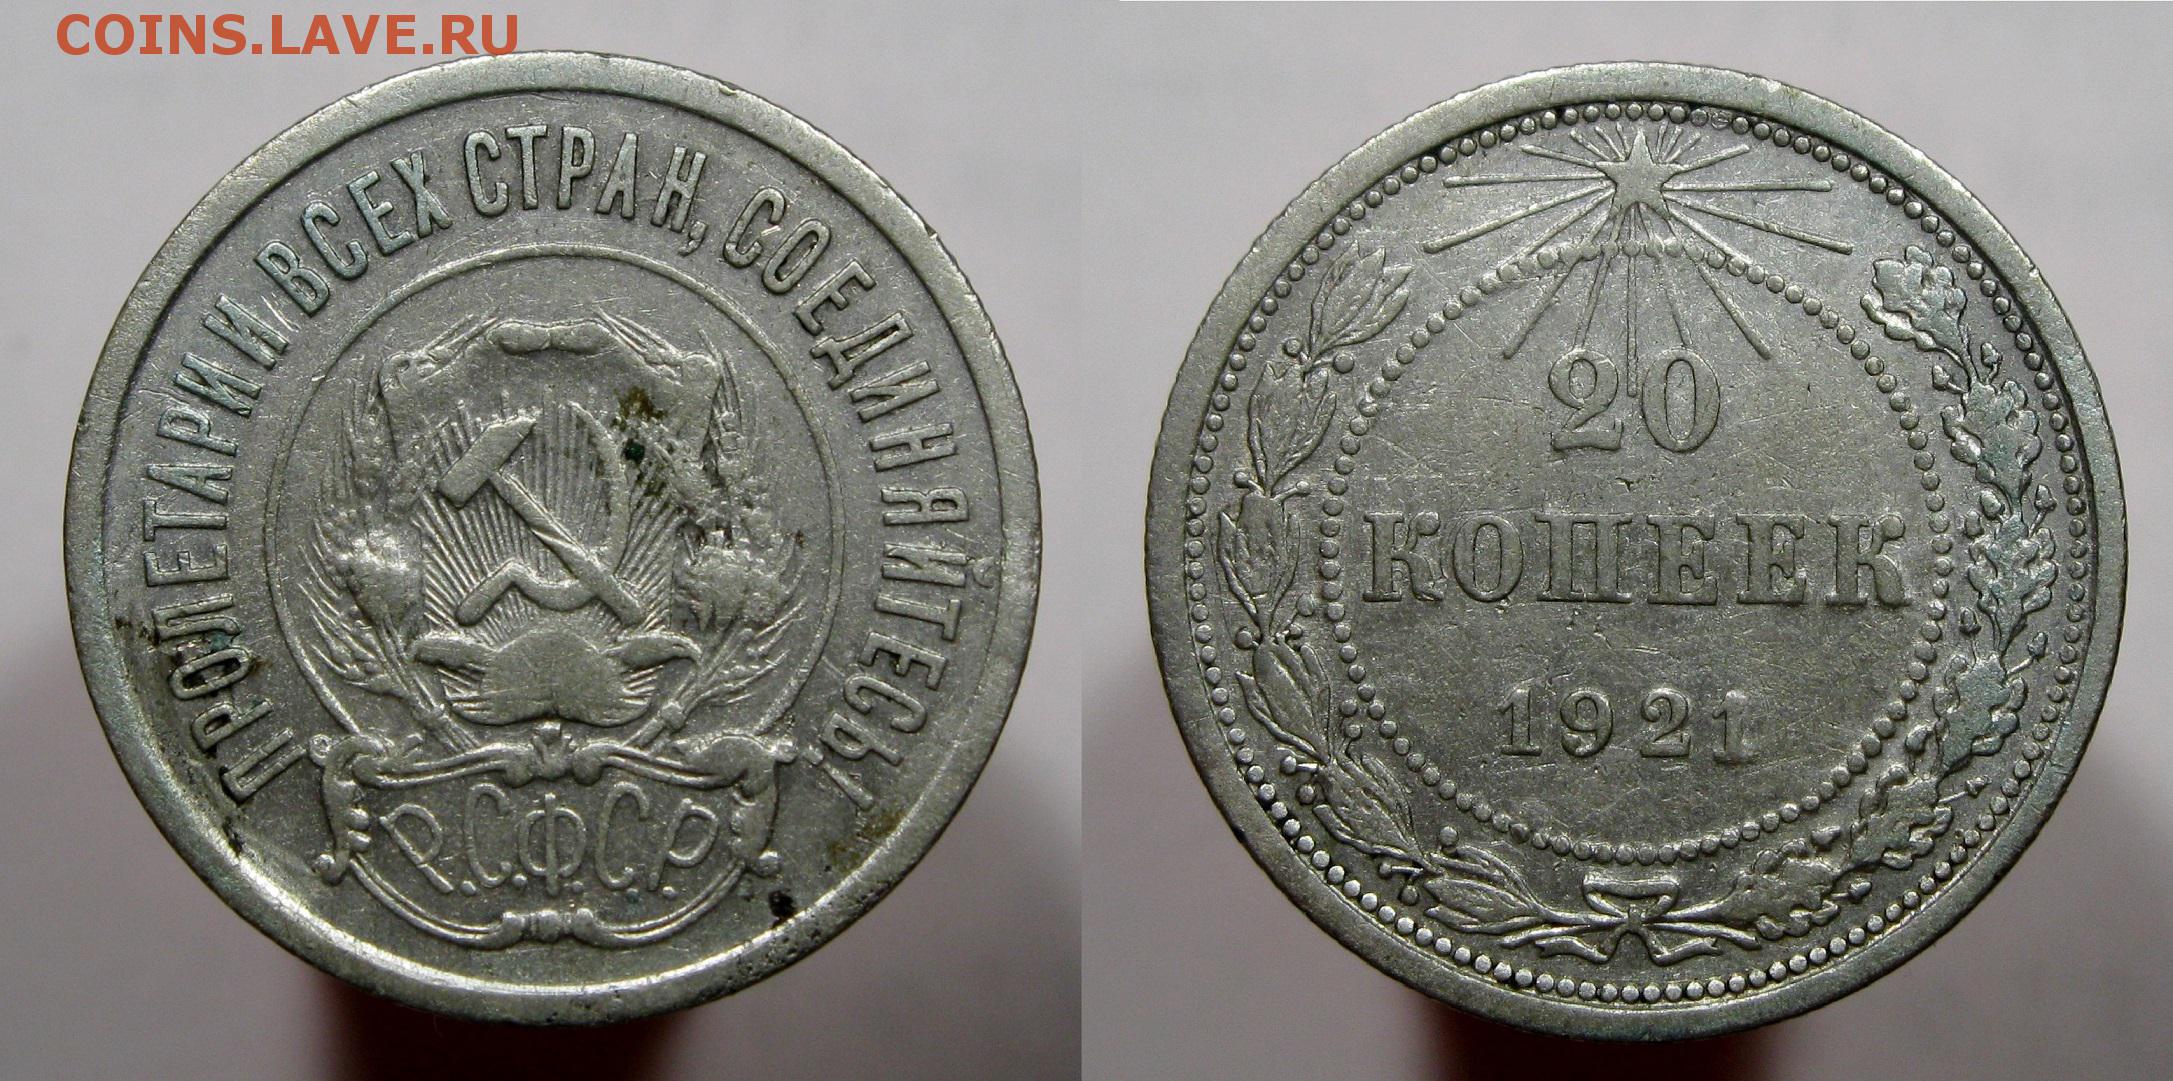 COINS.LAVE.RU
ПРОЛЕТАРИИ ВСЕХ СТРАН, СОЕДИНЯЙТЕСЬ!
Р.С.Ф.С.Р.
20
КОПЕЕК
1921